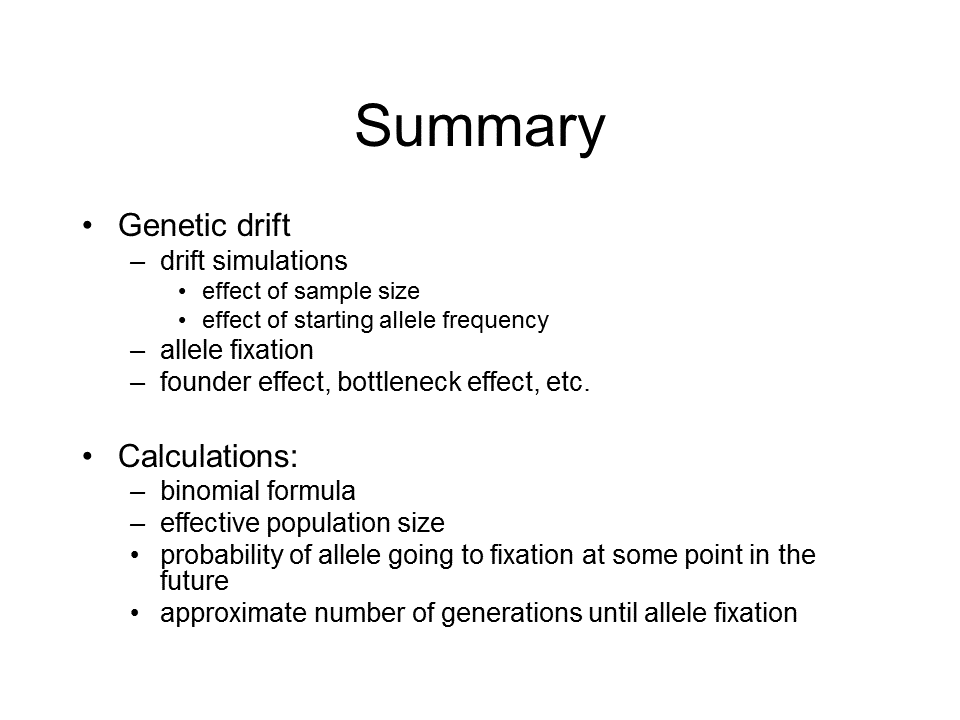 Summary
• Genetic drift
– drift simulations
• effect of sample size
• effect of starting allele frequency
– allele fixation
– founder effect, bottleneck effect, etc.
• Calculations:
– binomial formula
– effective population size
• probability of allele going to fixation at some point in the
future
• approximate number of generations until allele fixation